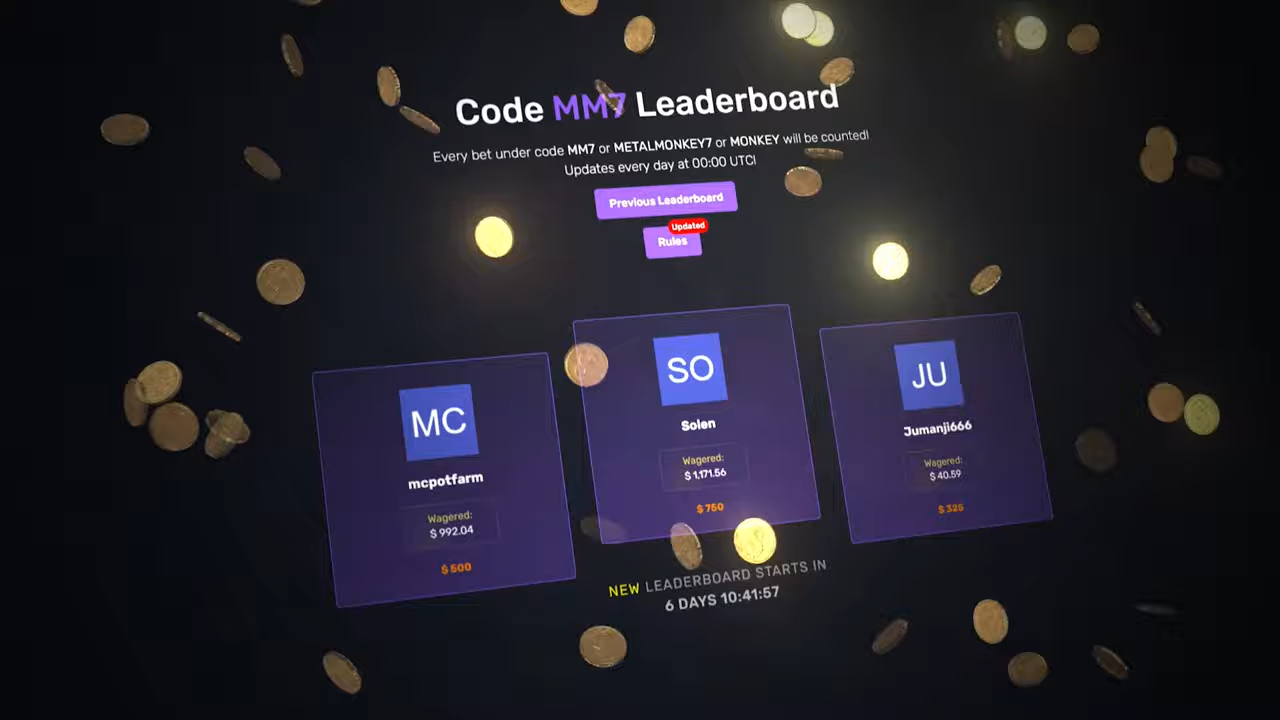 Code MM7 Leaderboard
Every bet under code MM7 or METALMONKEY7 or MONKEY will be counted!
Updates every day at 00:00 UTC!
Previous Leaderboard
Updated
Rules
MC
mcpotfarm
Wagered:
$ 992.04
$ 500
SO
Solen
Wagered:
$ 1,171.56
$ 750
JU
Jumanji666
Wagered:
$ 40.59
$ 325
NEW LEADERBOARD STARTS IN
6 DAYS 10:41:57